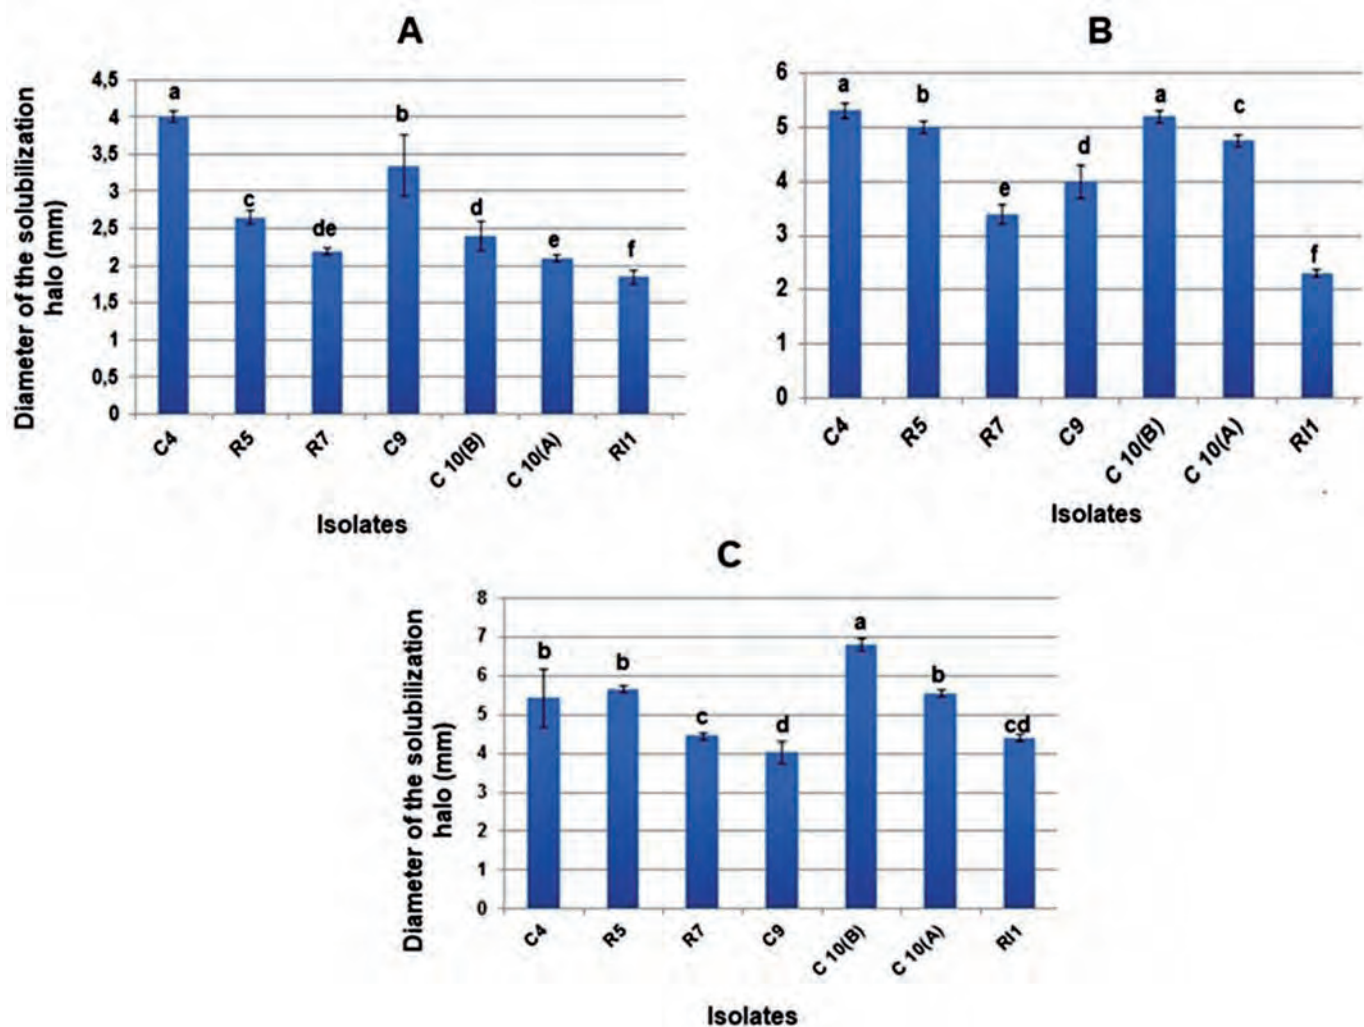 A
Diameter of the solubilization
halo (mm)
4,5
4
3,5
3
2,5
2
1,5
1
0,5
0
a
c
de
b
d
e
f
C4
R5
R7
C9
C 10(B)
C 10(A)
RI1
Isolates
B
6
5
4
3
2
1
0
a
b
e
d
a
c
f
C4
R5
R7
C9
C 10(B)
C 10(A)
RI1
Isolates
C
Diameter of the solubilization
halo (mm)
8
7
6
5
4
3
2
1
0
b
b
c
d
a
b
cd
C4
R5
R7
C9
C 10(B)
C 10(A)
RI1
Isolates